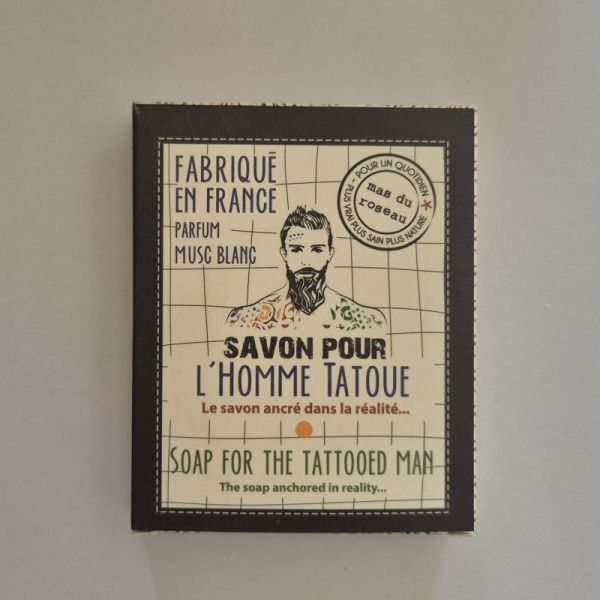 FABRIQUĒ
EN FRANCE
PARFUM
MUSC BLANC
POUR UN QUOTIDIEN
PLUS VRAI PLUS SAIN PLUS NATURE
mas du
roseau
SAVON POUR
L'HOMME TATOUE
Le savon ancré dans la réalité...
SOAP FOR THE TATTOOED MAN
The soap anchored in reality...